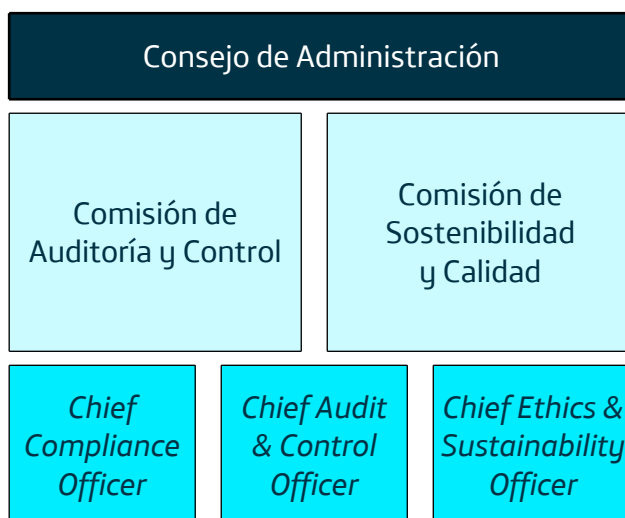 Consejo de Administración
Comisión de
Auditoría y Control
Comisión de
Sostenibilidad
y Calidad
Chief
Compliance
Officer
Chief Audit
& Control
Officer
Chief Ethics &
Sustainability
Officer